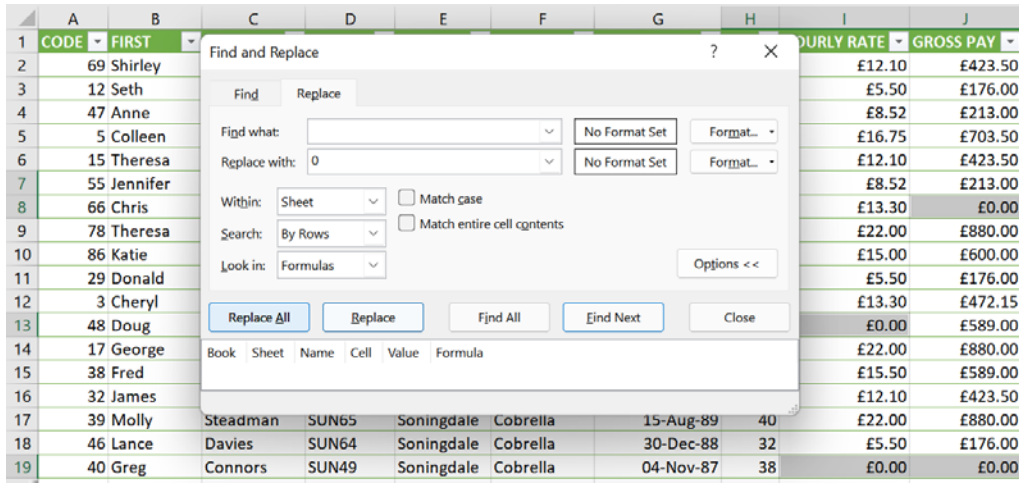 A B C D E F G H I J
1 CODE FIRST OURLY RATE GROSS PAY
2 69 Shirley £12.10 £423.50
3 12 Seth £5.50 £176.00
4 47 Anne £8.52 £213.00
5 5 Colleen £16.75 £703.50
6 15 Theresa £12.10 £423.50
7 55 Jennifer £8.52 £213.00
8 66 Chris £13.30 £0.00
9 78 Theresa £22.00 £880.00
10 86 Katie £15.00 £600.00
11 29 Donald £5.50 £176.00
12 3 Cheryl £13.30 £472.15
13 48 Doug £0.00 £589.00
14 17 George £22.00 £880.00
15 38 Fred £15.50 £589.00
16 32 James £12.10 £423.50
17 39 Molly Steadman SUN65 Soningdale Cobrella 15-Aug-89 40 £22.00 £880.00
18 46 Lance Davies SUN64 Soningdale Cobrella 30-Dec-88 32 £5.50 £176.00
19 40 Greg Connors SUN49 Soningdale Cobrella 04-Nov-87 38 £0.00 £0.00
Find and Replace ?
Find Replace
Find what: No Format Set Format...
Replace with: 0 No Format Set Format...
Within: Sheet Match case
Search: By Rows Match entire cell contents
Look in: Formulas Options <<
Replace All Replace Find All Find Next Close
Book Sheet Name Cell Value Formula